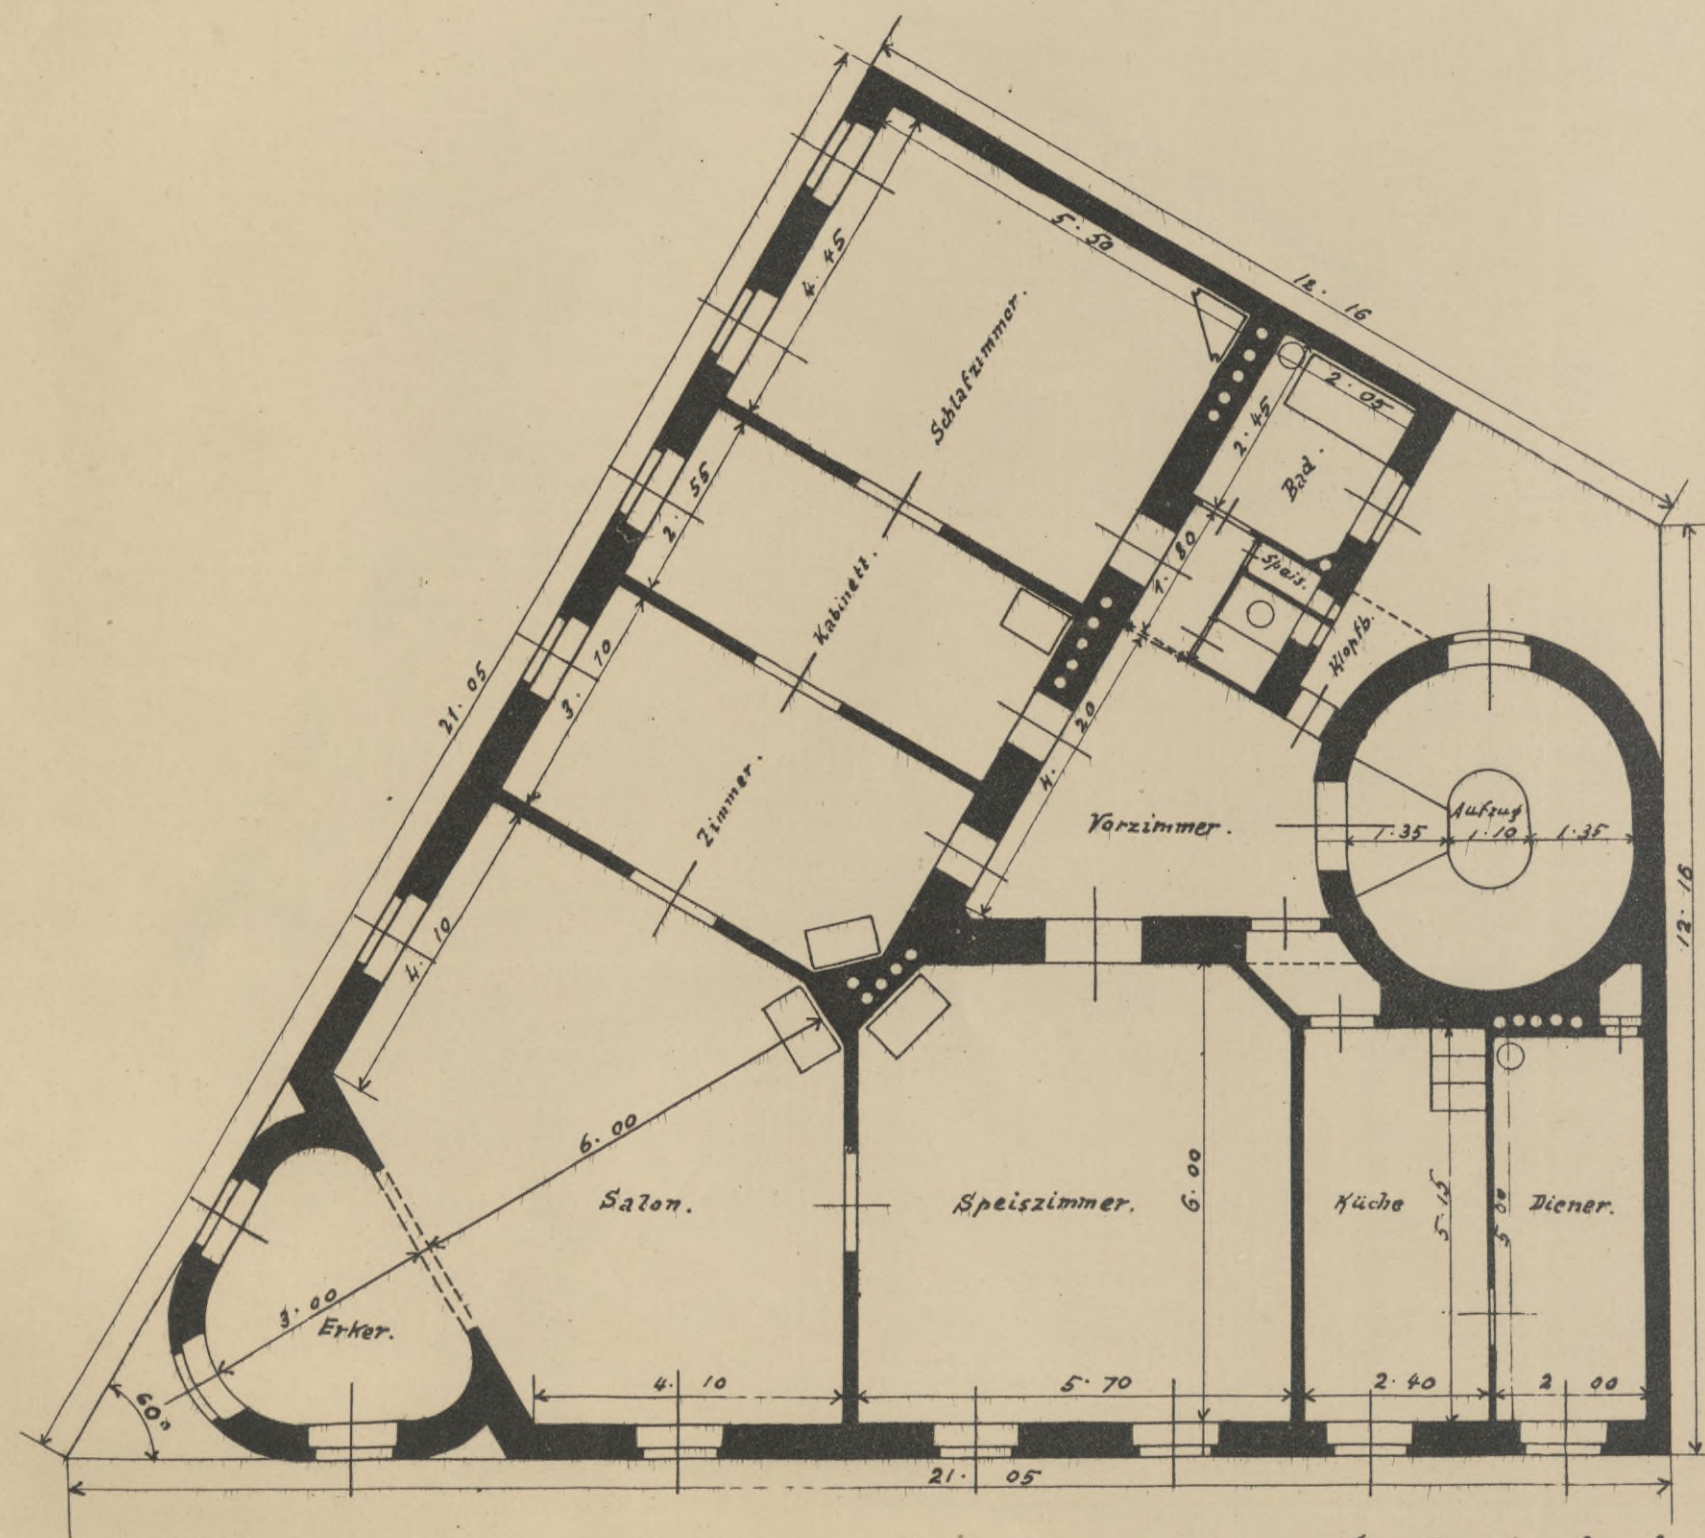 5.50
12.16
4.45
Schlafzimmer.
2.05
2.45
Bad.
2.55
1.80
Speis.
Kabinett.
Klopfb.
21.05
3.10
4.20
Zimmer.
Vorzimmer.
Aufzug
1.35
1.10
1.35
12.16
4.10
6.00
Salon.
Speiszimmer.
6.00
Küche
5.15
5.00
Diener.
3.00
Erker.
60°
4.10
5.70
2.40
2.00
21.05